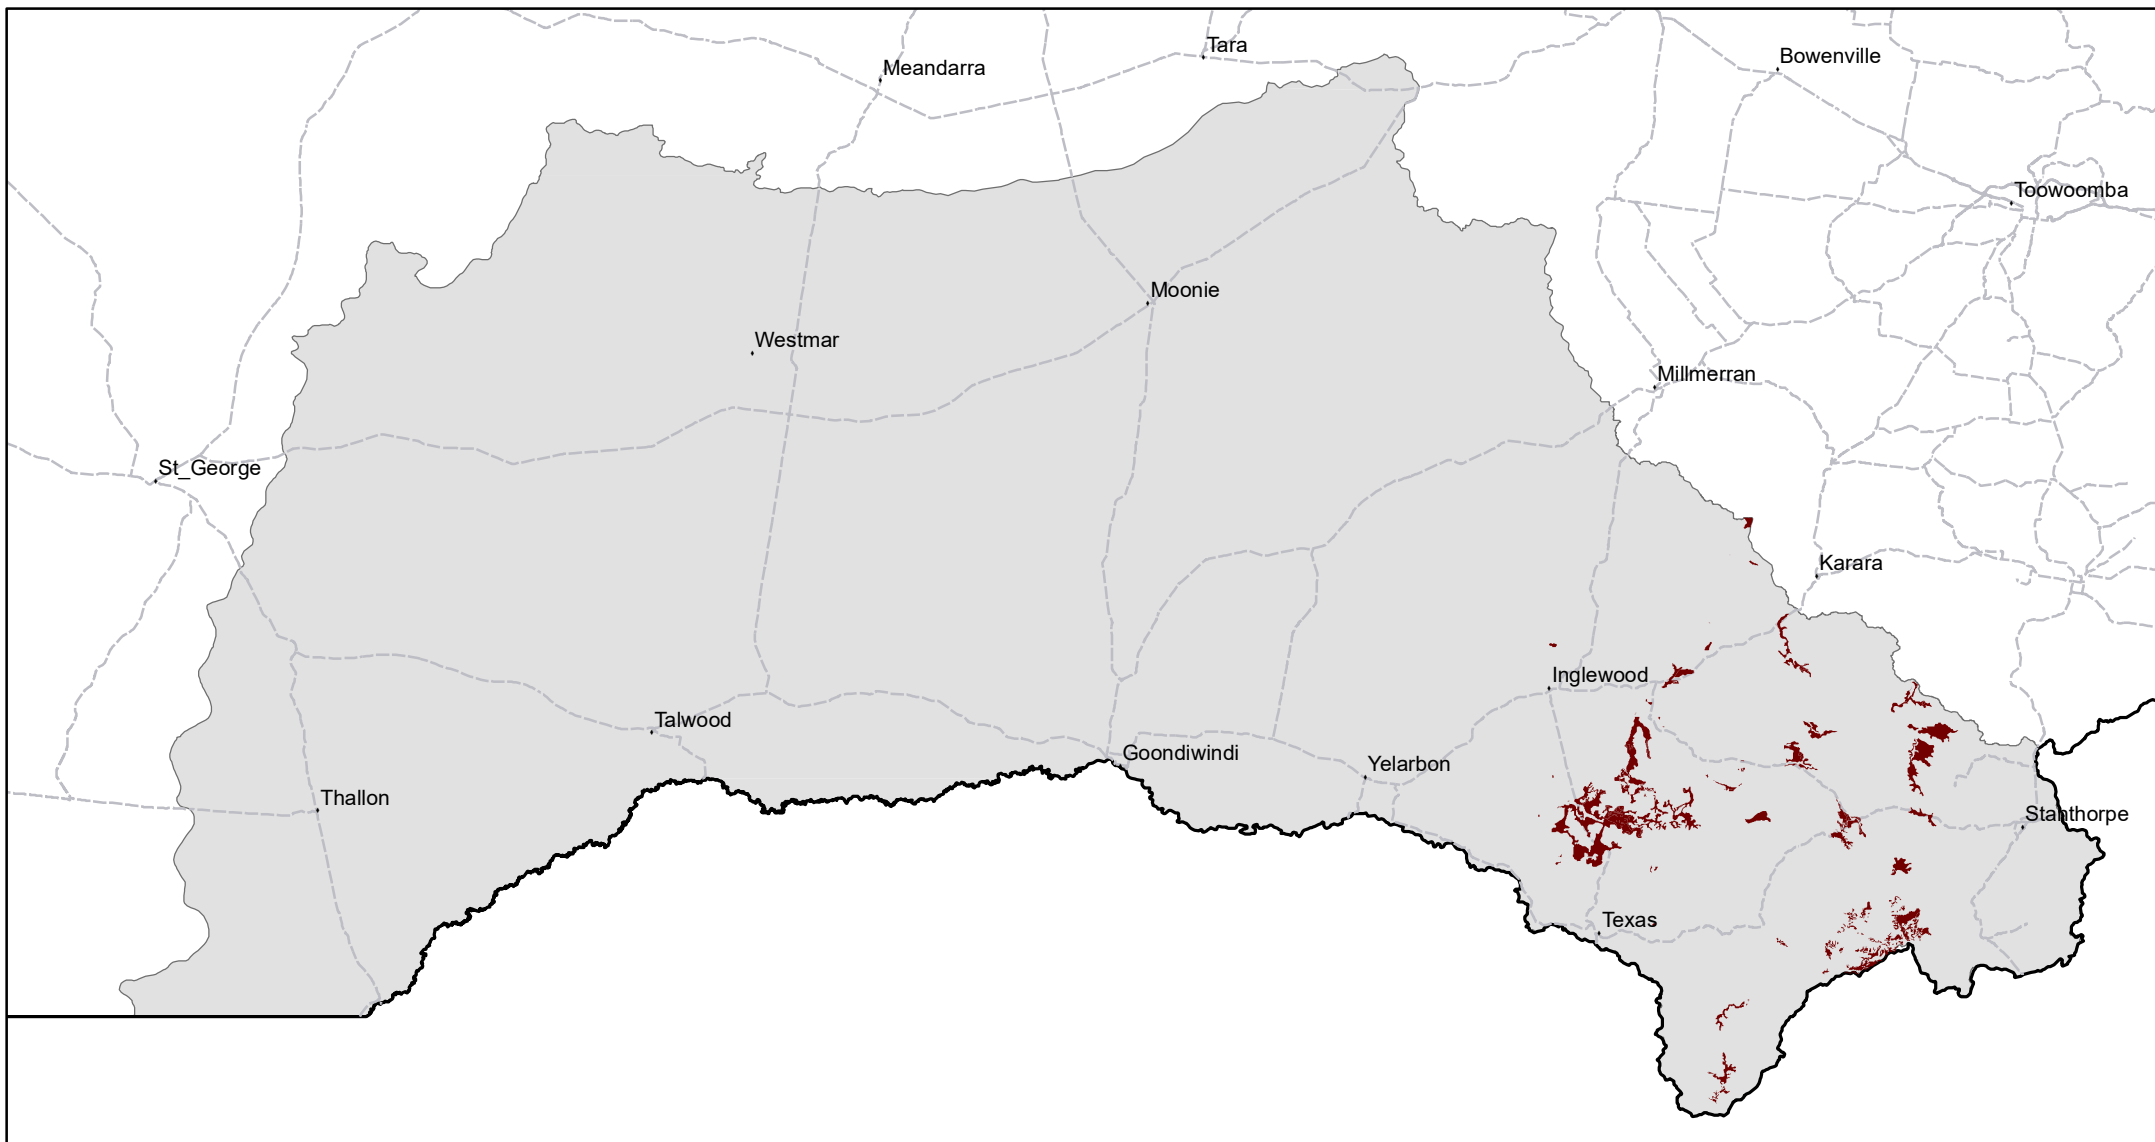 Tara
Meandarra
Bowenville
Toowoomba
Moonie
Westmar
Millmerran
St_George
Karara
Inglewood
Talwood
Goondiwindi
Yelarbon
Thallon
Stanthorpe
Texas